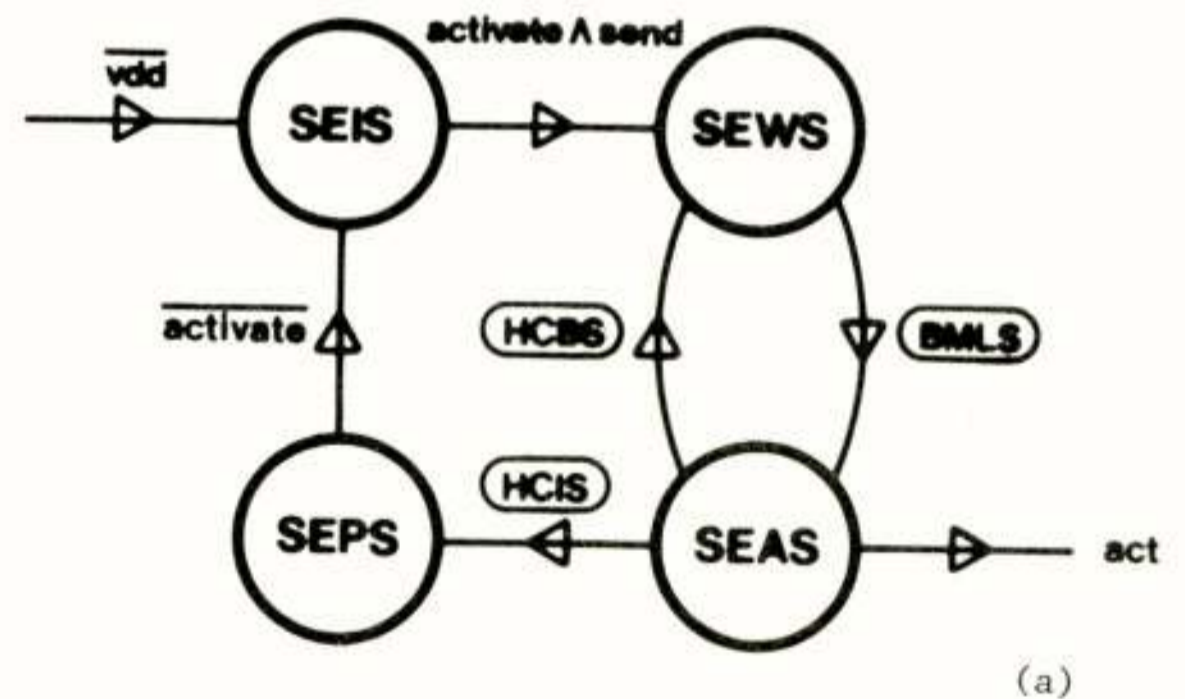 activate ∧ send
vdd
SEIS
SEWS
activate
HCBS
BMLS
HCIS
SEPS
SEAS
act
(a)